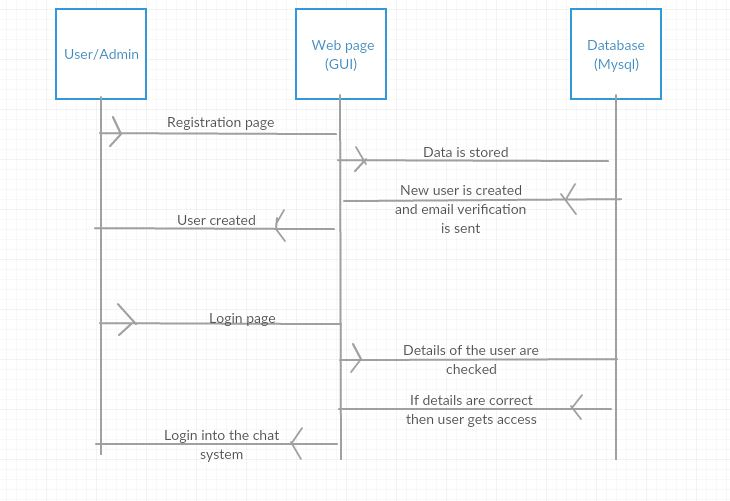 User/Admin
Web page
(GUI)
Database
(Mysql)
Registration page
Data is stored
New user is created
and email verification
is sent
User created
Login page
Details of the user are
checked
If details are correct
then user gets access
Login into the chat
system